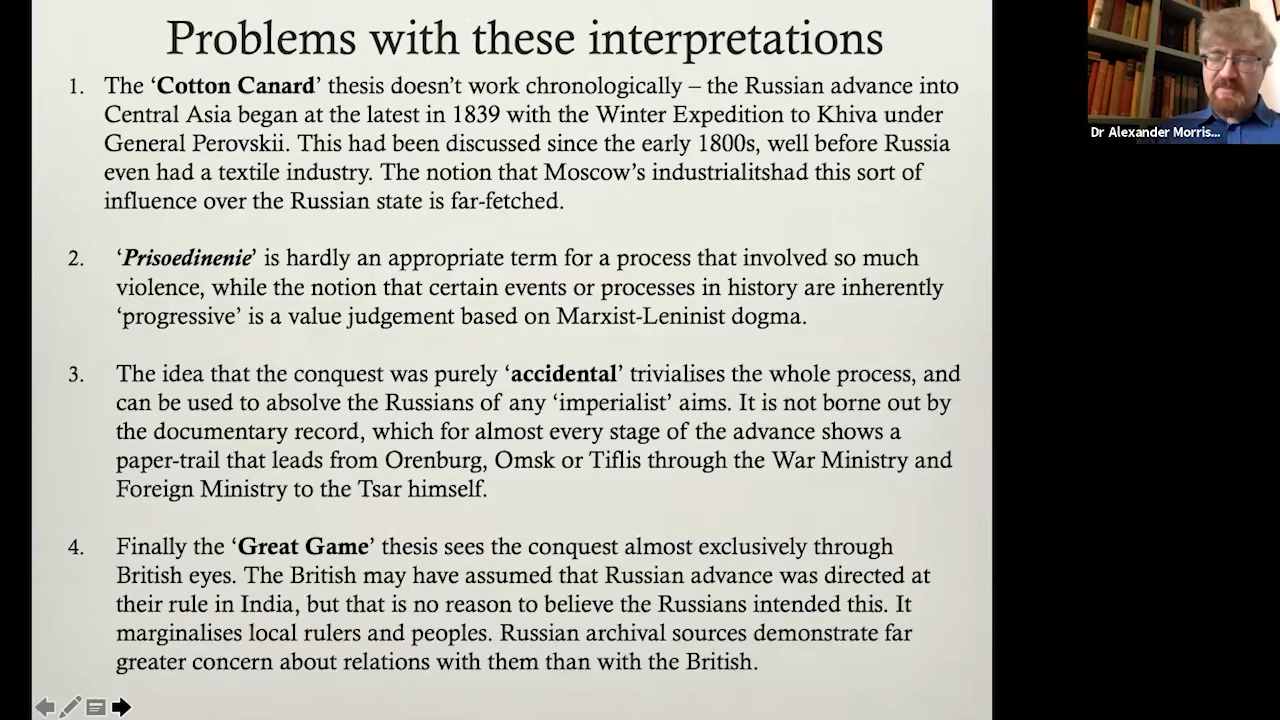 Problems with these interpretations
1. The ‘Cotton Canard’ thesis doesn’t work chronologically – the Russian advance into
Central Asia began at the latest in 1839 with the Winter Expedition to Khiva under
General Perovskii. This had been discussed since the early 1800s, well before Russia
even had a textile industry. The notion that Moscow’s industrialitshad this sort of
influence over the Russian state is far-fetched.
2. ‘Prisoedinenie’ is hardly an appropriate term for a process that involved so much
violence, while the notion that certain events or processes in history are inherently
‘progressive’ is a value judgement based on Marxist-Leninist dogma.
3. The idea that the conquest was purely ‘accidental’ trivialises the whole process, and
can be used to absolve the Russians of any ‘imperialist’ aims. It is not borne out by
the documentary record, which for almost every stage of the advance shows a
paper-trail that leads from Orenburg, Omsk or Tiflis through the War Ministry and
Foreign Ministry to the Tsar himself.
4. Finally the ‘Great Game’ thesis sees the conquest almost exclusively through
British eyes. The British may have assumed that Russian advance was directed at
their rule in India, but that is no reason to believe the Russians intended this. It
marginalises local rulers and peoples. Russian archival sources demonstrate far
greater concern about relations with them than with the British.
Dr Alexander Morris...